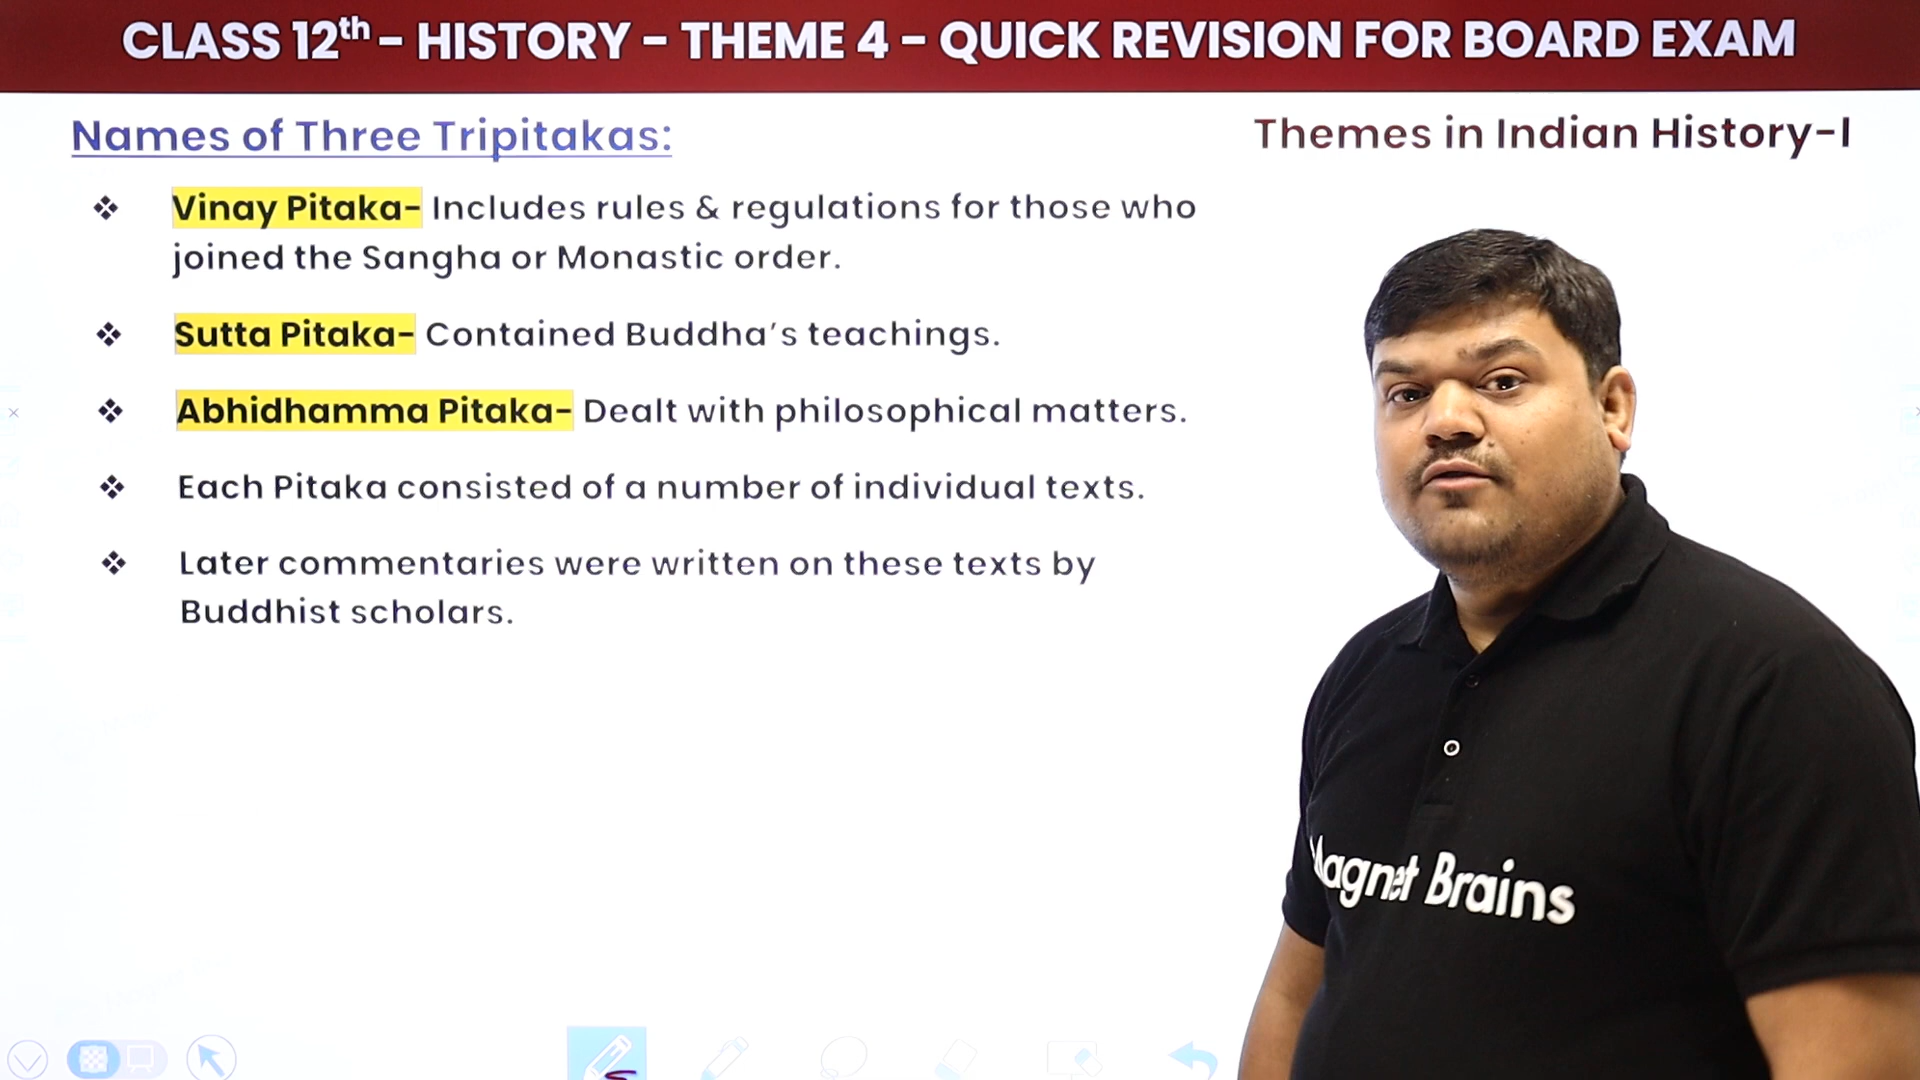 CLASS 12th - HISTORY - THEME 4 - QUICK REVISION FOR BOARD EXAM
Names of Three Tripitakas:
Themes in Indian History-I
❖ Vinay Pitaka- Includes rules & regulations for those who
joined the Sangha or Monastic order.
❖ Sutta Pitaka- Contained Buddha's teachings.
❖ Abhidhamma Pitaka- Dealt with philosophical matters.
❖ Each Pitaka consisted of a number of individual texts.
❖ Later commentaries were written on these texts by
Buddhist scholars.
Magnet Brains